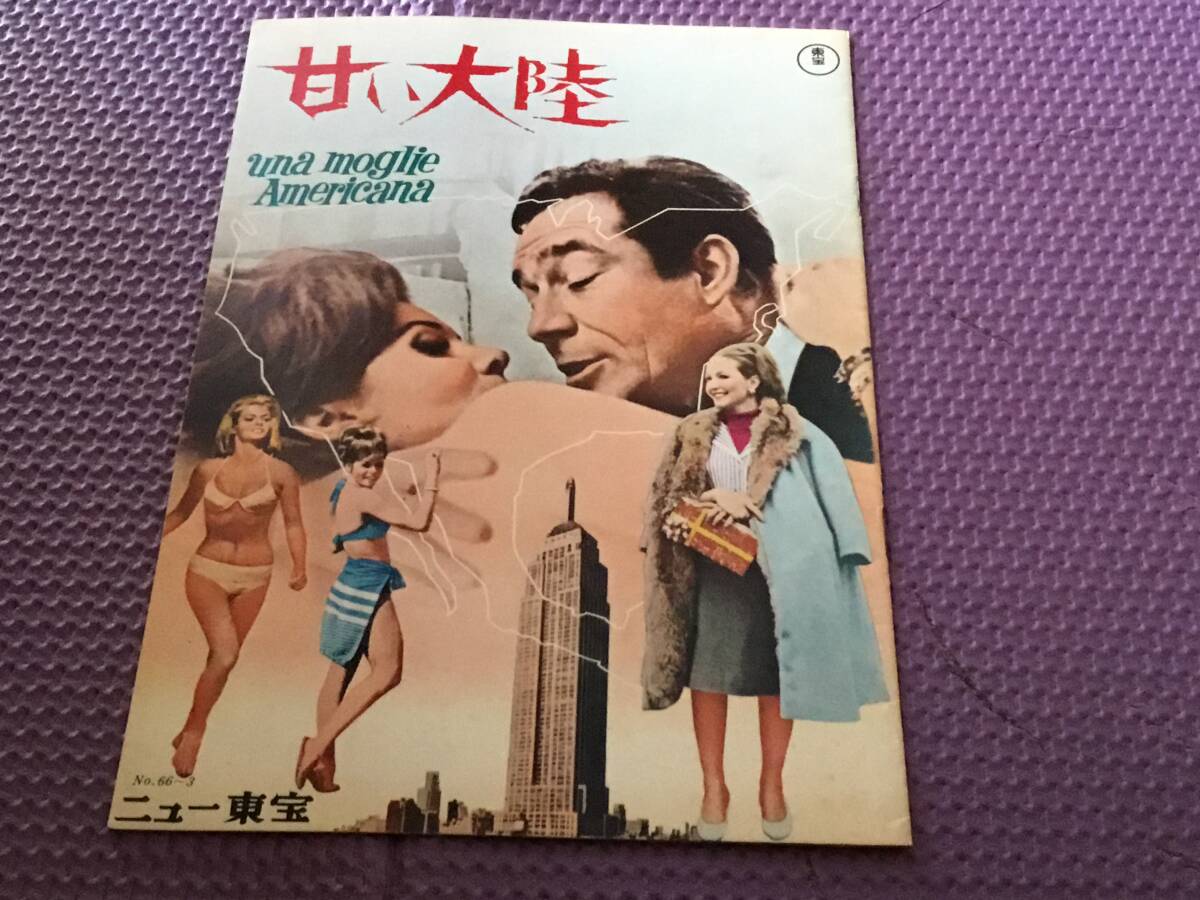 甘い大陸
東宝
una moglie
Americana
No. 66～3
ニュー東宝